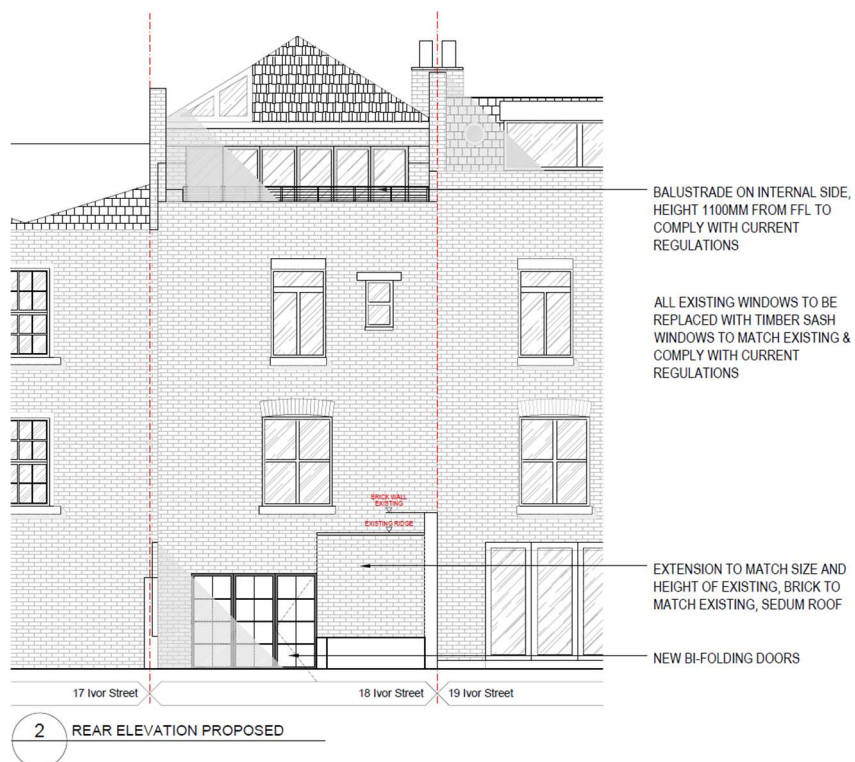 BALUSTRADE ON INTERNAL SIDE,
HEIGHT 1100MM FROM FFL TO
COMPLY WITH CURRENT
REGULATIONS
ALL EXISTING WINDOWS TO BE
REPLACED WITH TIMBER SASH
WINDOWS TO MATCH EXISTING &
COMPLY WITH CURRENT
REGULATIONS
BRICK WALL
EXISTING
EXISTING RIDGE
EXTENSION TO MATCH SIZE AND
HEIGHT OF EXISTING, BRICK TO
MATCH EXISTING, SEDUM ROOF
NEW BI-FOLDING DOORS
17 Ivor Street
18 Ivor Street
19 Ivor Street
2
REAR ELEVATION PROPOSED